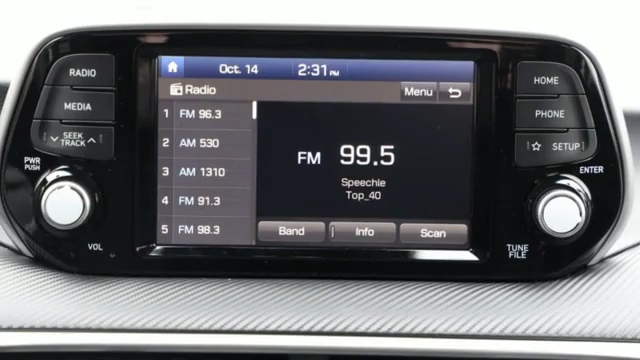 RADIO
MEDIA
SEEK
TRACK
PWR
PUSH
VOL
Oct. 14 2:31 PM
Radio Menu
1 FM 96.3
2 AM 530
3 AM 1310
4 FM 91.3
5 FM 98.3
FM 99.5
Speechle
Top_40
Band Info Scan
HOME
PHONE
SETUP
ENTER
TUNE
FILE